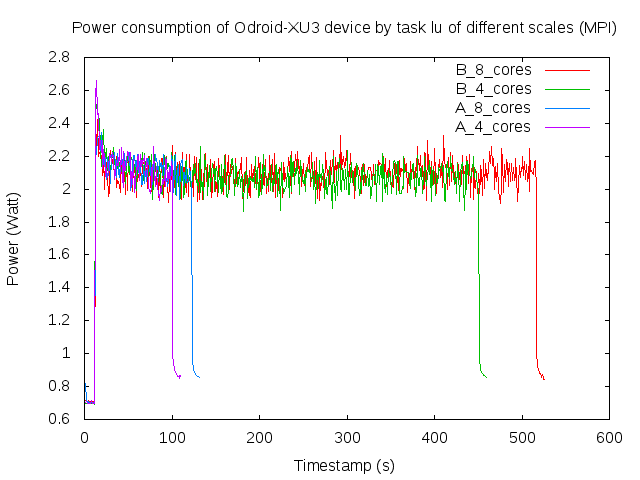 Power consumption of Odroid-XU3 device by task lu of different scales (MPI)
2.8
2.6
2.4
2.2
2
1.8
1.6
1.4
1.2
1
0.8
0.6
Power (Watt)
B_8_cores
B_4_cores
A_8_cores
A_4_cores
0 100 200 300 400 500 600
Timestamp (s)